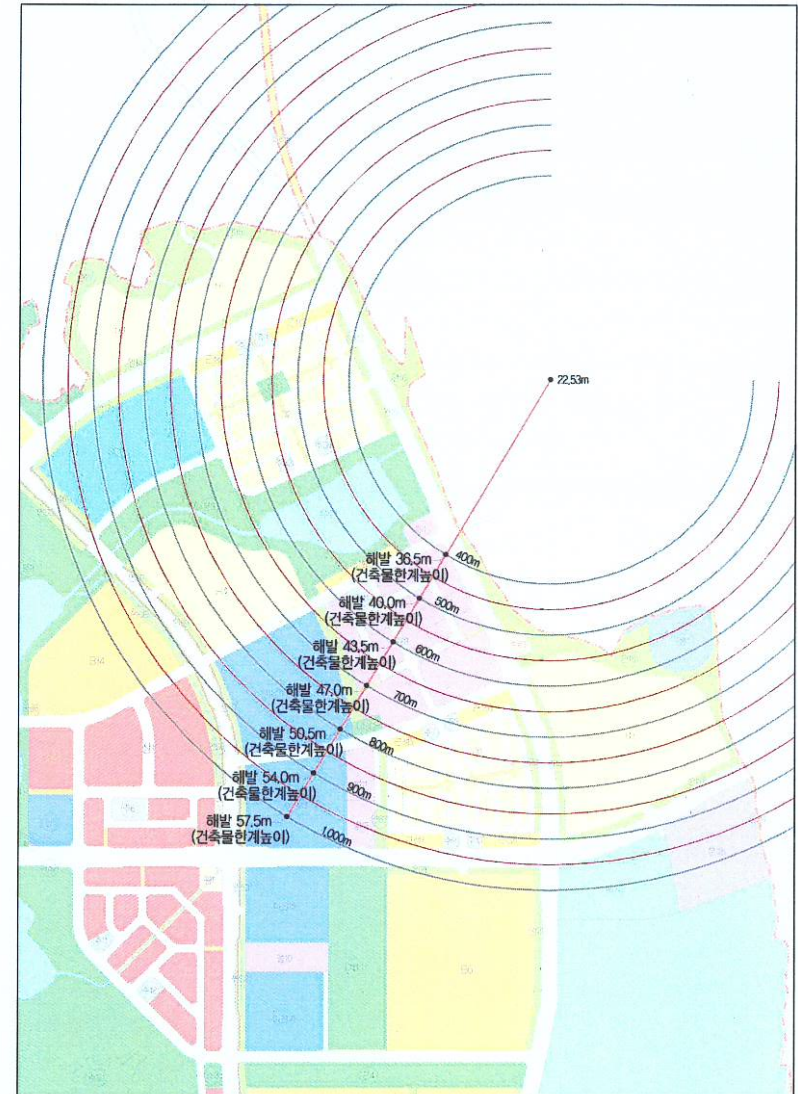 22.53m
해발 36.5m
(건축물한계높이)
400m
해발 40.0m
(건축물한계높이)
500m
해발 43.5m
(건축물한계높이)
600m
해발 47.0m
(건축물한계높이)
700m
해발 50.5m
(건축물한계높이)
800m
해발 54.0m
(건축물한계높이)
900m
해발 57.5m
(건축물한계높이)
1,000m